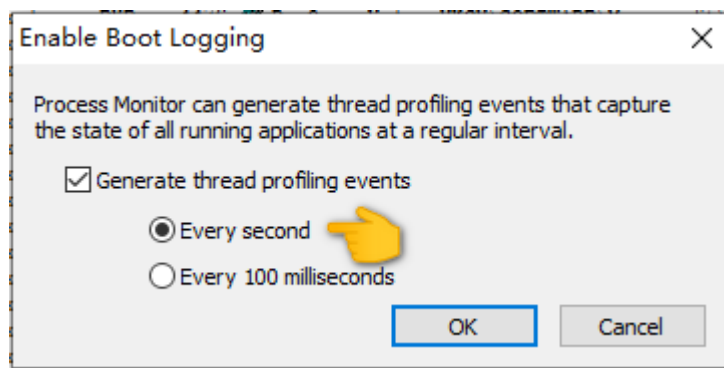 Enable Boot Logging
Process Monitor can generate thread profiling events that capture
the state of all running applications at a regular interval.
Generate thread profiling events
Every second
Every 100 milliseconds
OK Cancel